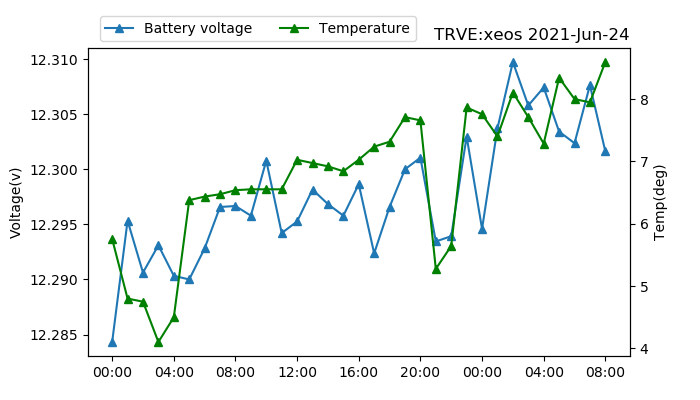 Battery voltage Temperature
TRVE:xeos 2021-Jun-24
12.310
12.305
12.300
12.295
12.290
12.285
Voltage(v)
8
7
6
5
4
Temp(deg)
00:00 04:00 08:00 12:00 16:00 20:00 00:00 04:00 08:00